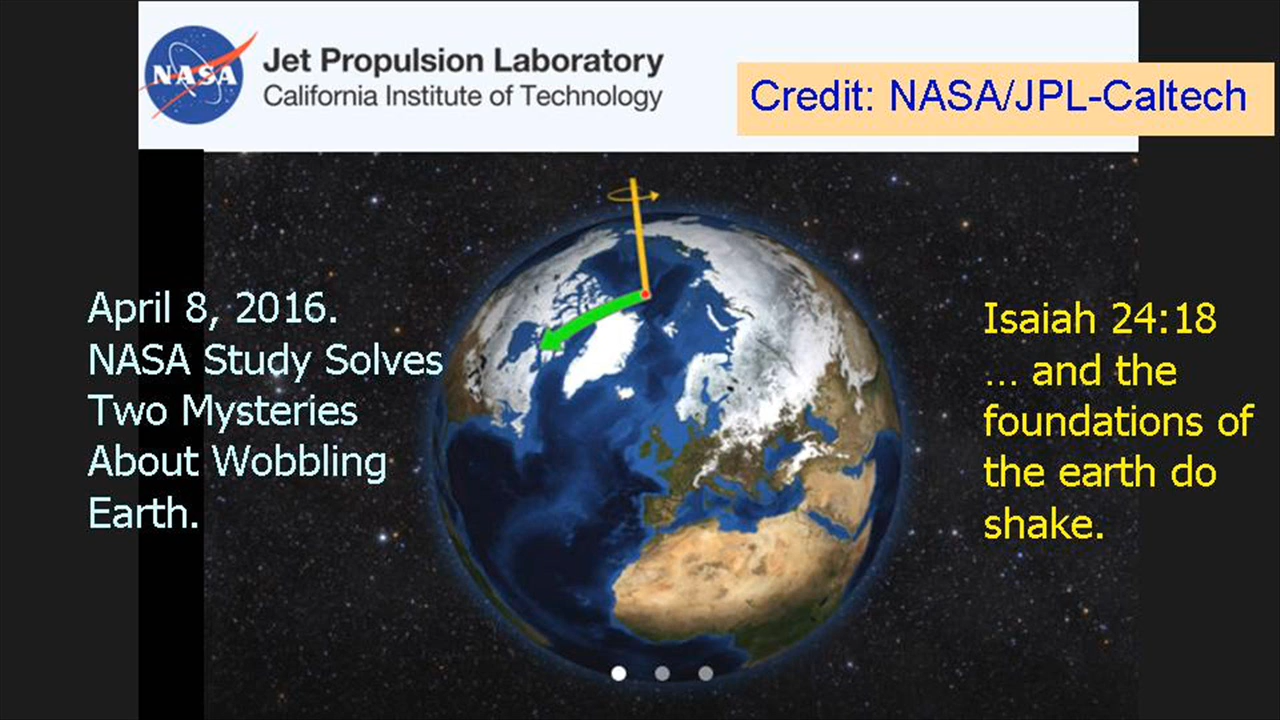 NASA
Jet Propulsion Laboratory
California Institute of Technology
Credit: NASA/JPL-Caltech
April 8, 2016.
NASA Study Solves
Two Mysteries
About Wobbling
Earth.
Isaiah 24:18
... and the
foundations of
the earth do
shake.